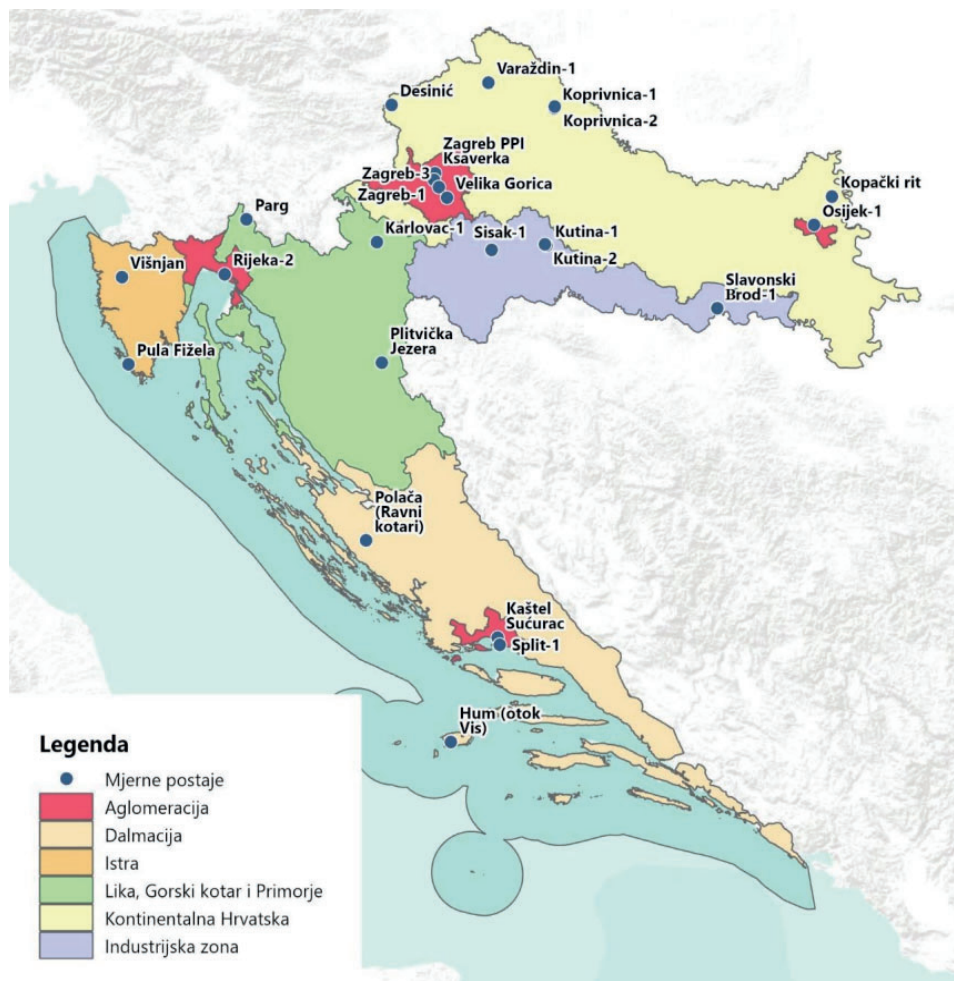 Varaždin-1
Desinić
Koprivnica-1
Koprivnica-2
Zagreb PPI
Ksaverka
Zagreb-3
Zagreb-1
Velika Gorica
Kopački rit
Osijek-1
Parg
Karlovac-1
Sisak-1
Kutina-1
Kutina-2
Višnjan
Rijeka-2
Slavonski
Brod-1
Pula Fižela
Plitvička
Jezera
Polača
(Ravni
kotari)
Kaštel
Sućurac
Split-1
Hum (otok
Vis)
Legenda
Mjerne postaje
Aglomeracija
Dalmacija
Istra
Lika, Gorski kotar i Primorje
Kontinentalna Hrvatska
Industrijska zona